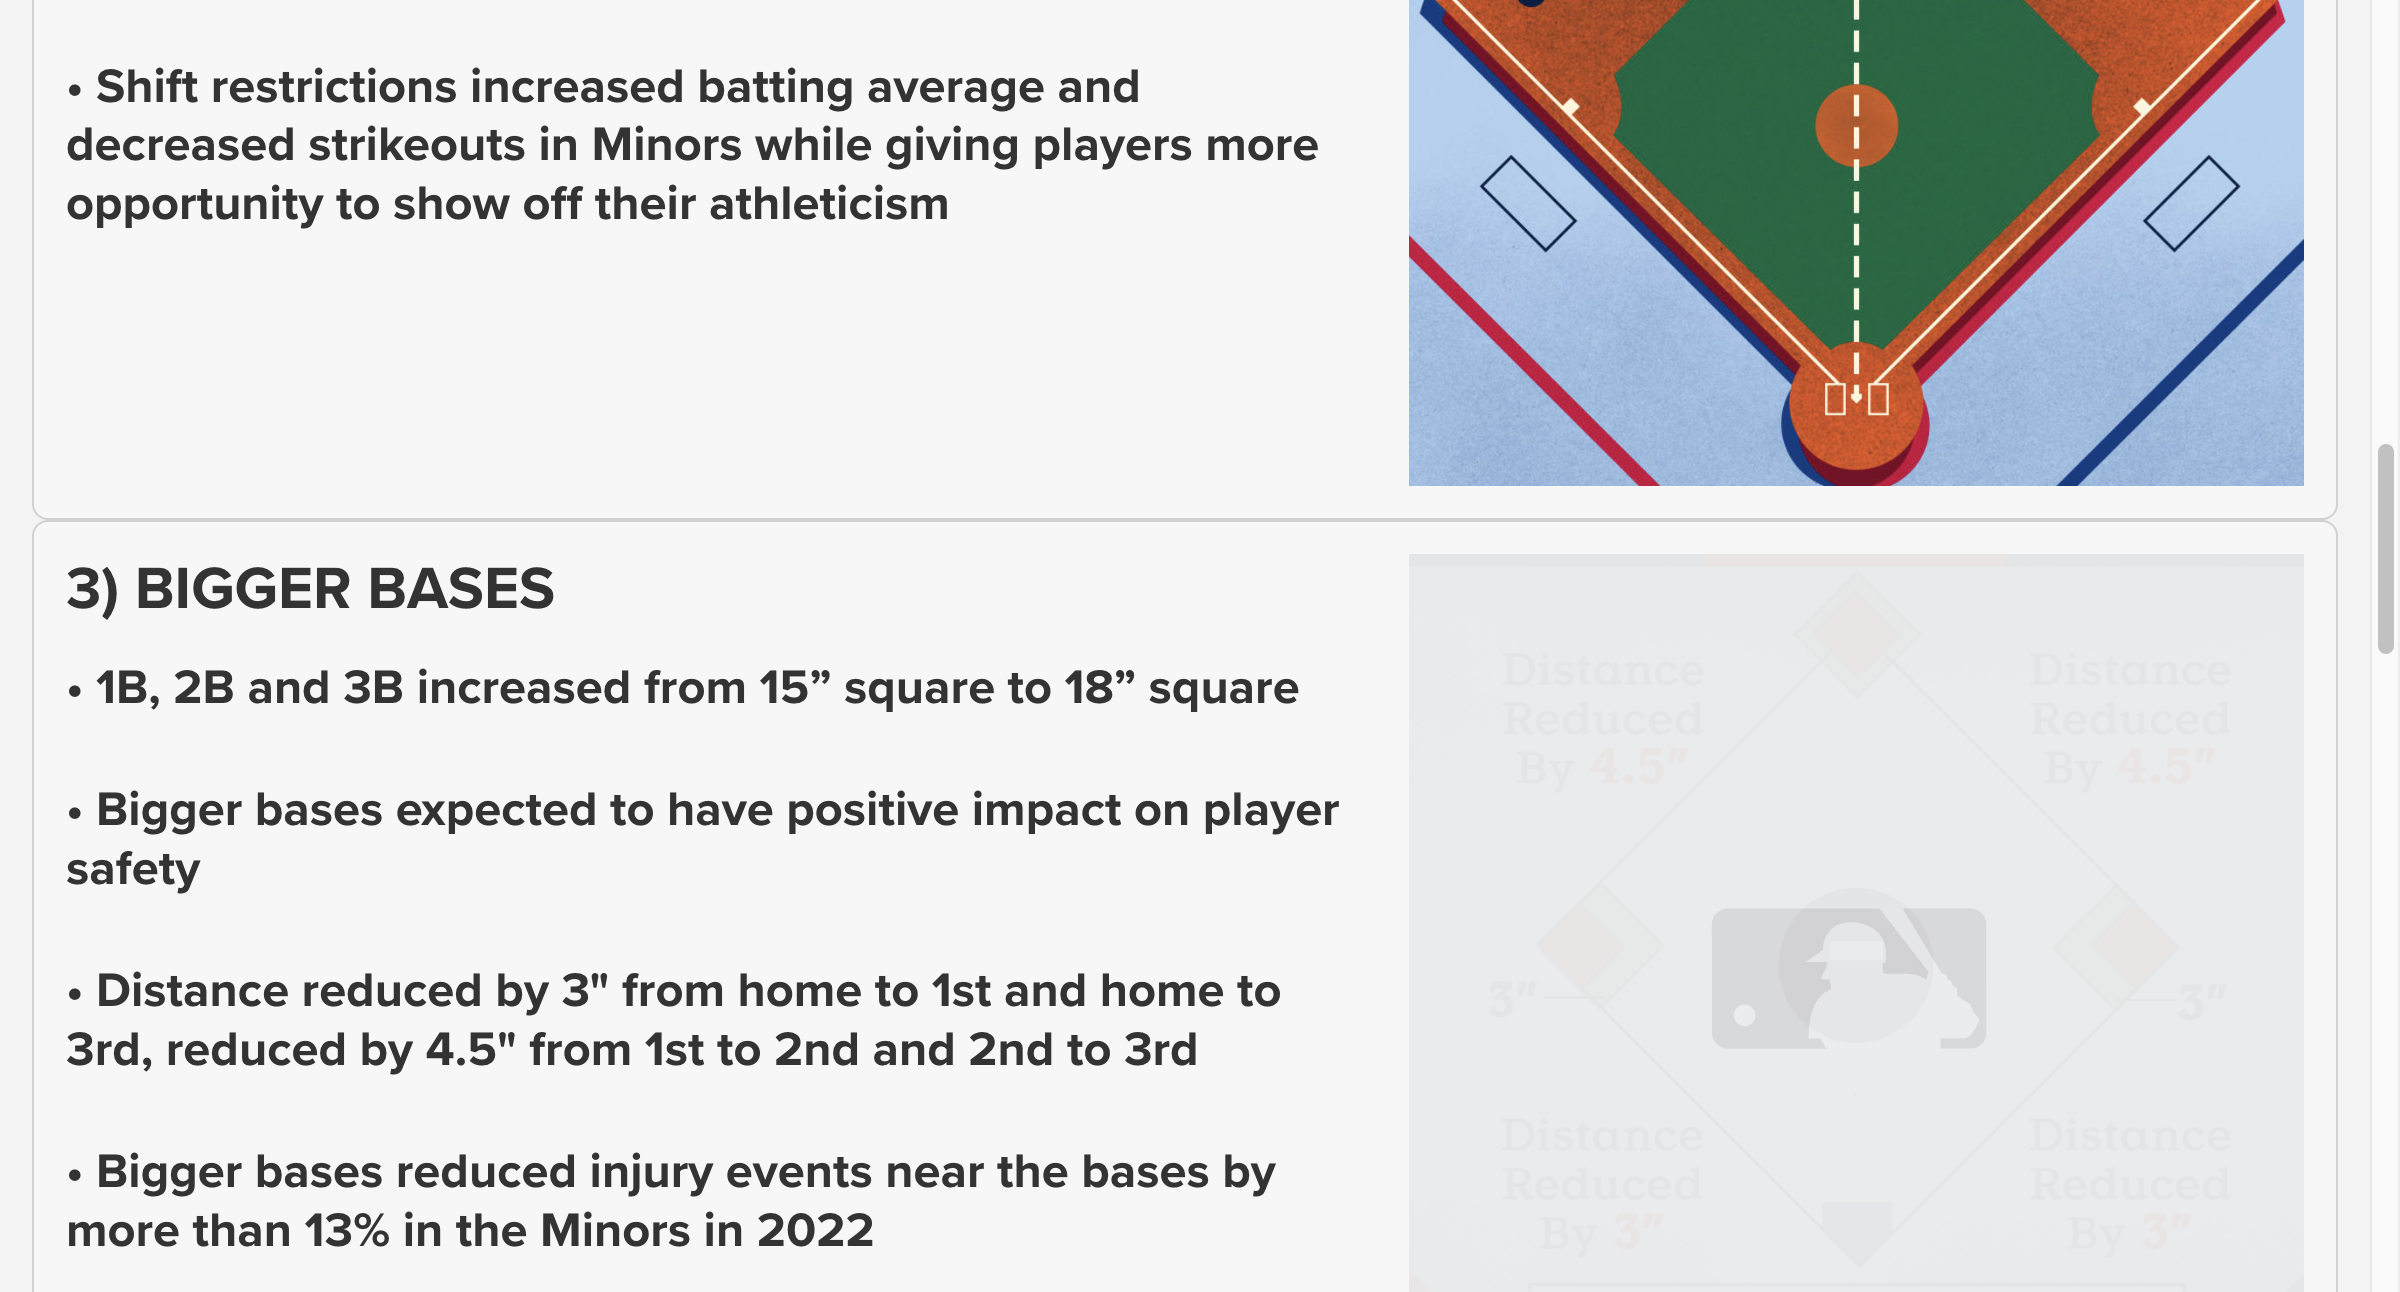 • Shift restrictions increased batting average and
decreased strikeouts in Minors while giving players more
opportunity to show off their athleticism
3) BIGGER BASES
• 1B, 2B and 3B increased from 15” square to 18” square
• Bigger bases expected to have positive impact on player
safety
• Distance reduced by 3" from home to 1st and home to
3rd, reduced by 4.5" from 1st to 2nd and 2nd to 3rd
• Bigger bases reduced injury events near the bases by
more than 13% in the Minors in 2022
Distance
Reduced
By 4.5"
Distance
Reduced
By 4.5"
3"
3"
Distance
Reduced
By 3"
Distance
Reduced
By 3"